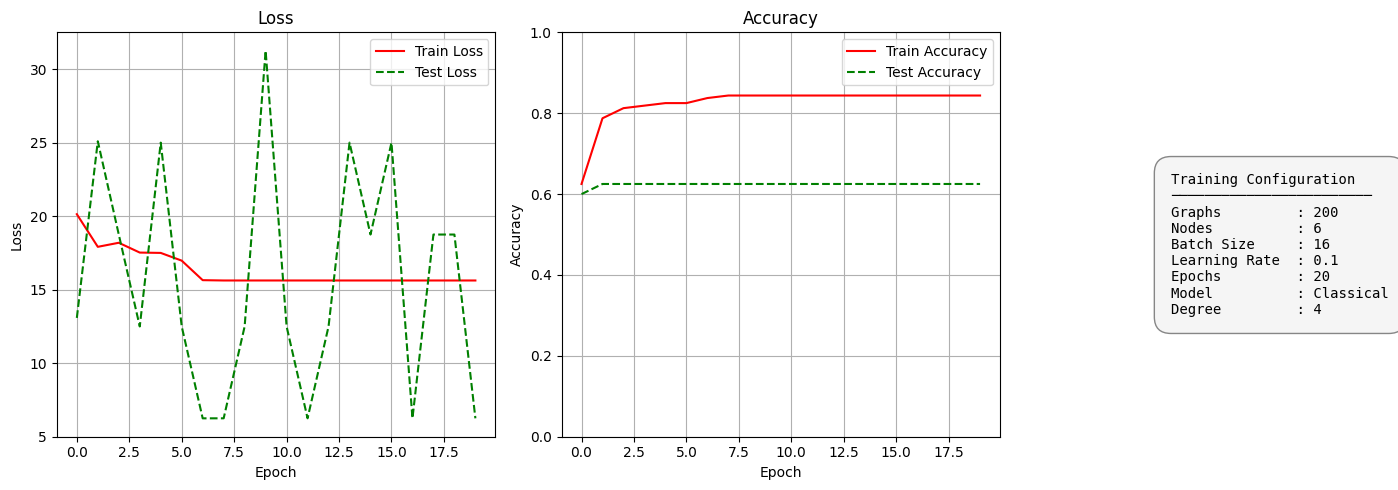 Loss
Train Loss
Test Loss
30
25
20
15
10
5
Loss
0.0 2.5 5.0 7.5 10.0 12.5 15.0 17.5
Epoch
Accuracy
Train Accuracy
Test Accuracy
1.0
0.8
0.6
0.4
0.2
0.0
Accuracy
0.0 2.5 5.0 7.5 10.0 12.5 15.0 17.5
Epoch
Training Configuration
Graphs : 200
Nodes : 6
Batch Size : 16
Learning Rate : 0.1
Epochs : 20
Model : Classical
Degree : 4